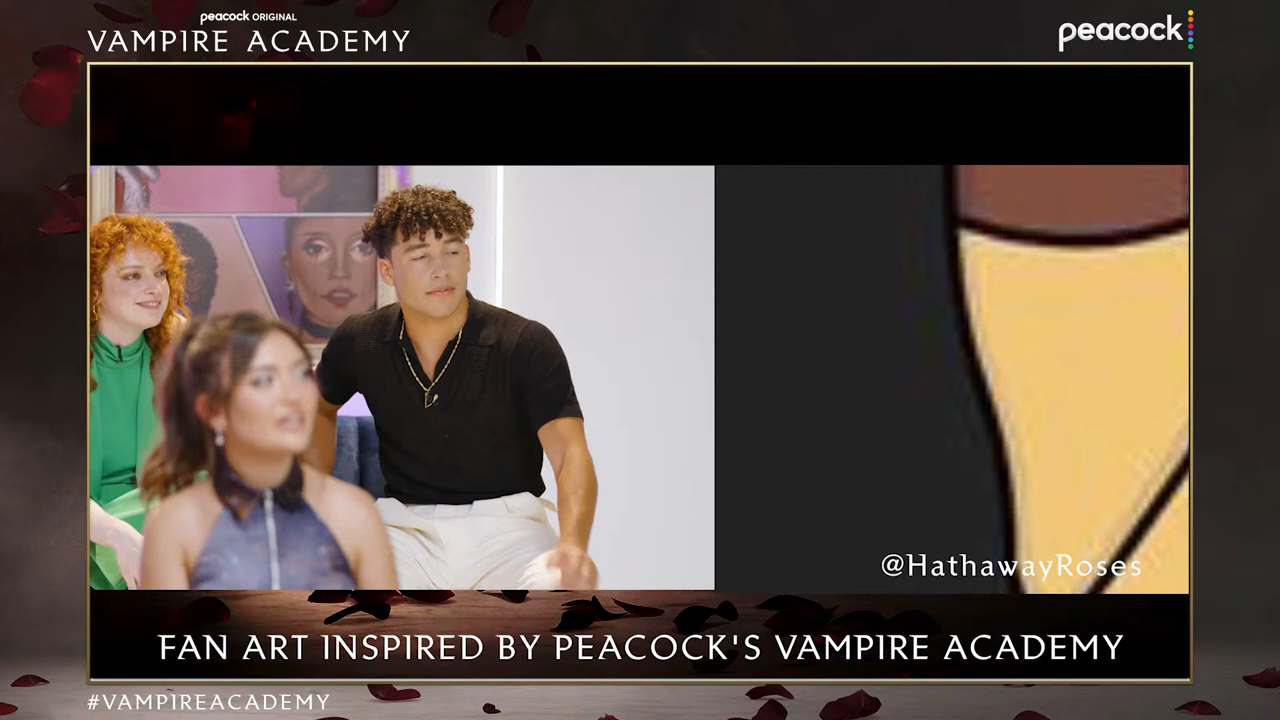 peacock ORIGINAL
VAMPIRE ACADEMY
peacock
@HathawayRoses
FAN ART INSPIRED BY PEACOCK'S VAMPIRE ACADEMY
#VAMPIREACADEMY